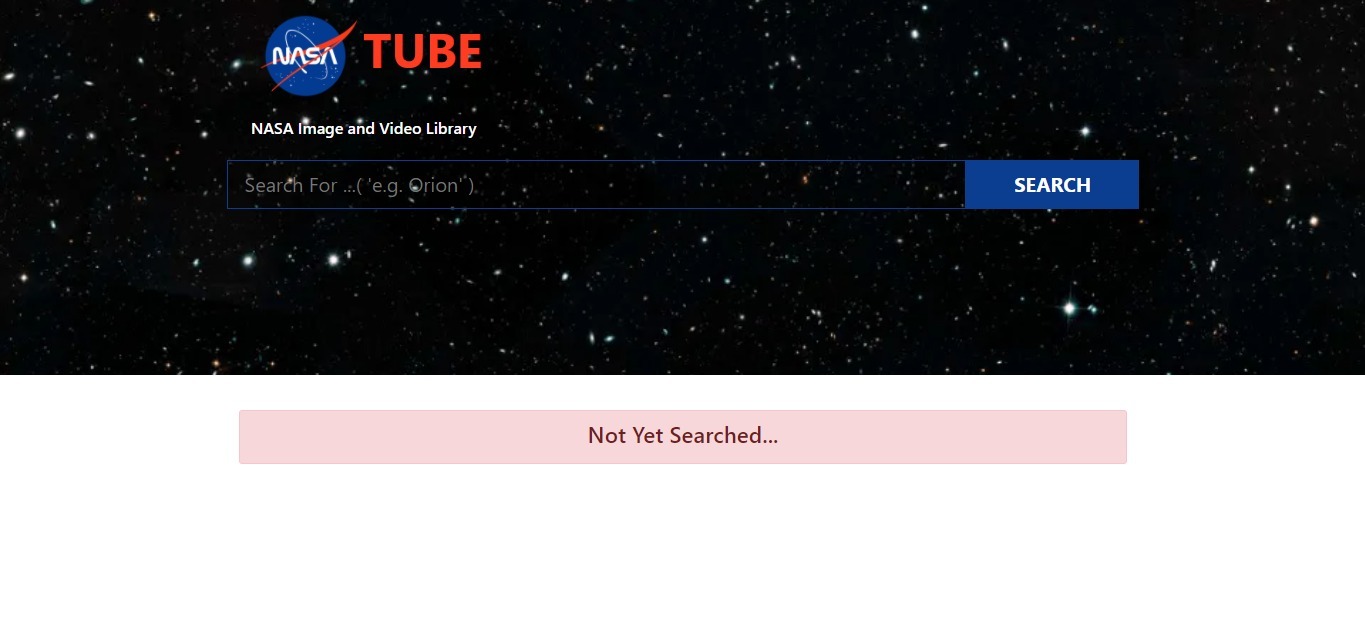 NASA TUBE
NASA Image and Video Library
Search For ...( 'e.g. Orion' )
SEARCH
Not Yet Searched...